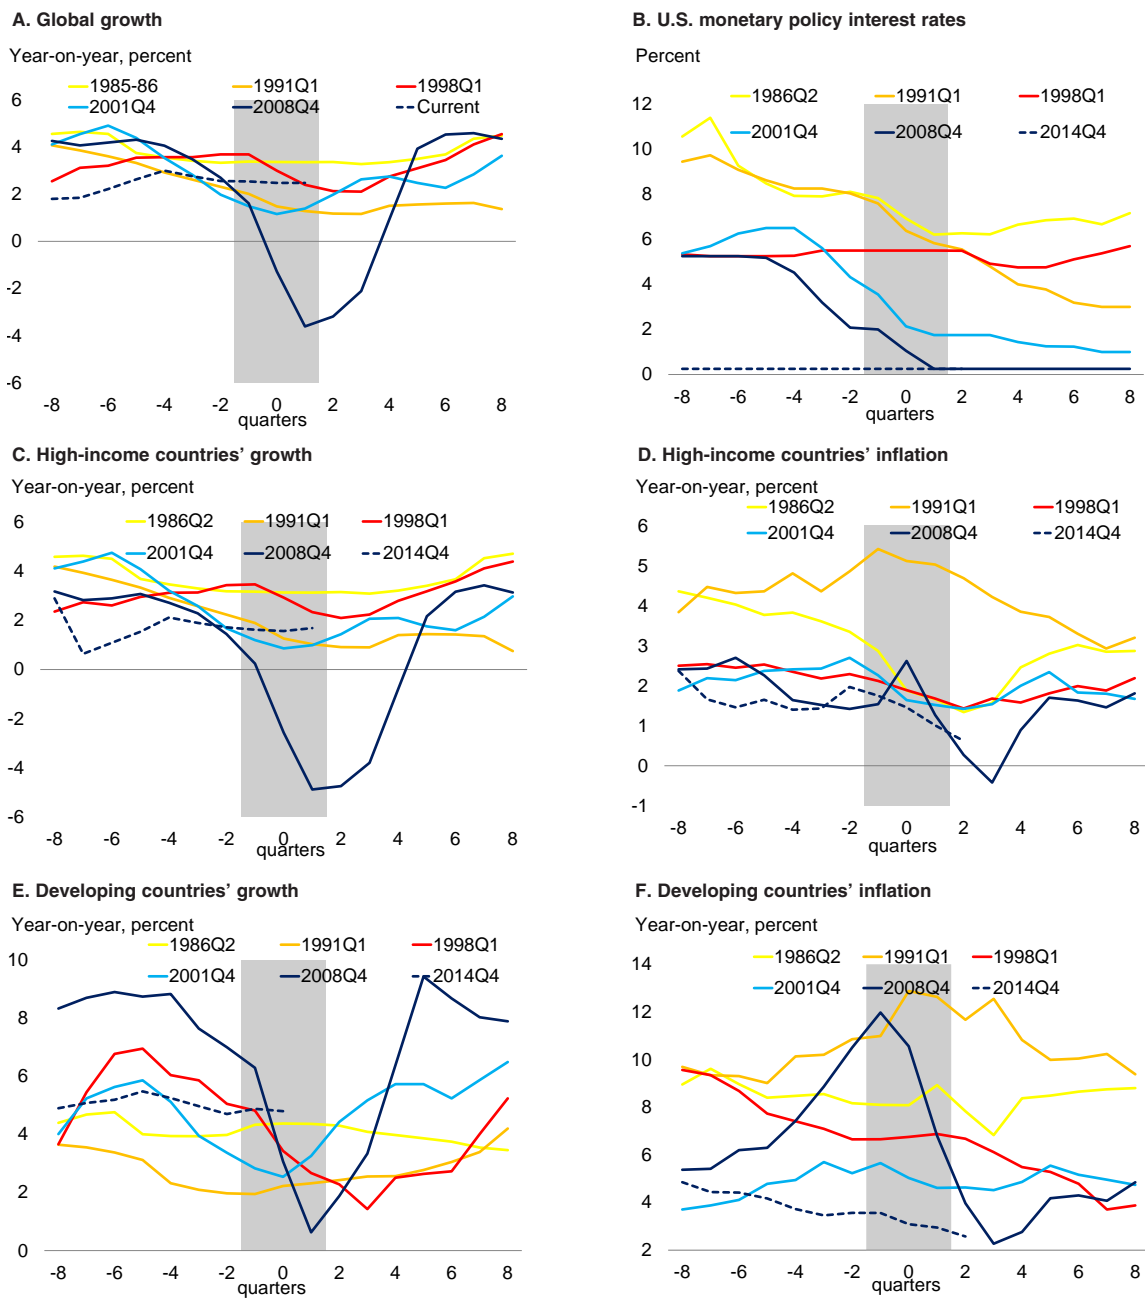 A. Global growth
Year-on-year, percent
1985-86 1991Q1 1998Q1
2001Q4 2008Q4 Current
6
4
2
0
-2
-4
-6
-8 -6 -4 -2 0 2 4 6 8
quarters
B. U.S. monetary policy interest rates
Percent
1986Q2 1991Q1 1998Q1
2001Q4 2008Q4 2014Q4
12
10
8
6
4
2
0
-8 -6 -4 -2 0 2 4 6 8
quarters
C. High-income countries’ growth
Year-on-year, percent
1986Q2 1991Q1 1998Q1
2001Q4 2008Q4 2014Q4
6
4
2
0
-2
-4
-6
-8 -6 -4 -2 0 2 4 6 8
quarters
D. High-income countries’ inflation
Year-on-year, percent
1986Q2 1991Q1 1998Q1
2001Q4 2008Q4 2014Q4
6
5
4
3
2
1
0
-1
-8 -6 -4 -2 0 2 4 6 8
quarters
E. Developing countries’ growth
Year-on-year, percent
1986Q2 1991Q1 1998Q1
2001Q4 2008Q4 2014Q4
10
8
6
4
2
0
-8 -6 -4 -2 0 2 4 6 8
quarters
F. Developing countries’ inflation
Year-on-year, percent
1986Q2 1991Q1 1998Q1
2001Q4 2008Q4 2014Q4
14
12
10
8
6
4
2
-8 -6 -4 -2 0 2 4 6 8
quarters